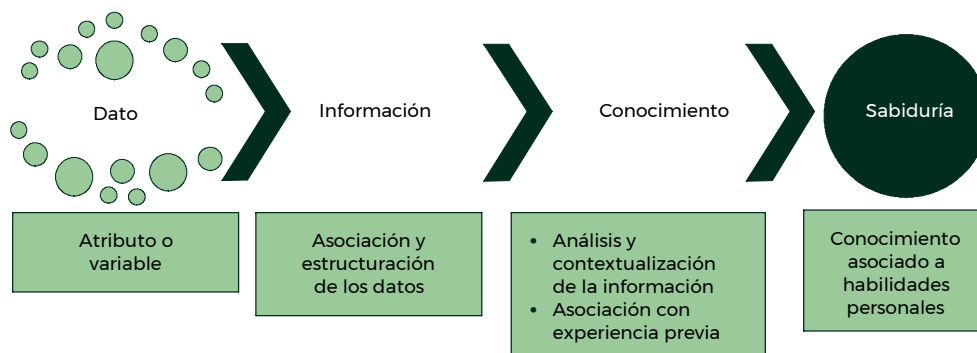 Dato
Información
Conocimiento
Sabiduría
Atributo o
variable
Asociación y
estructuración
de los datos
• Análisis y
contextualización
de la información
• Asociación con
experiencia previa
Conocimiento
asociado a
habilidades
personales